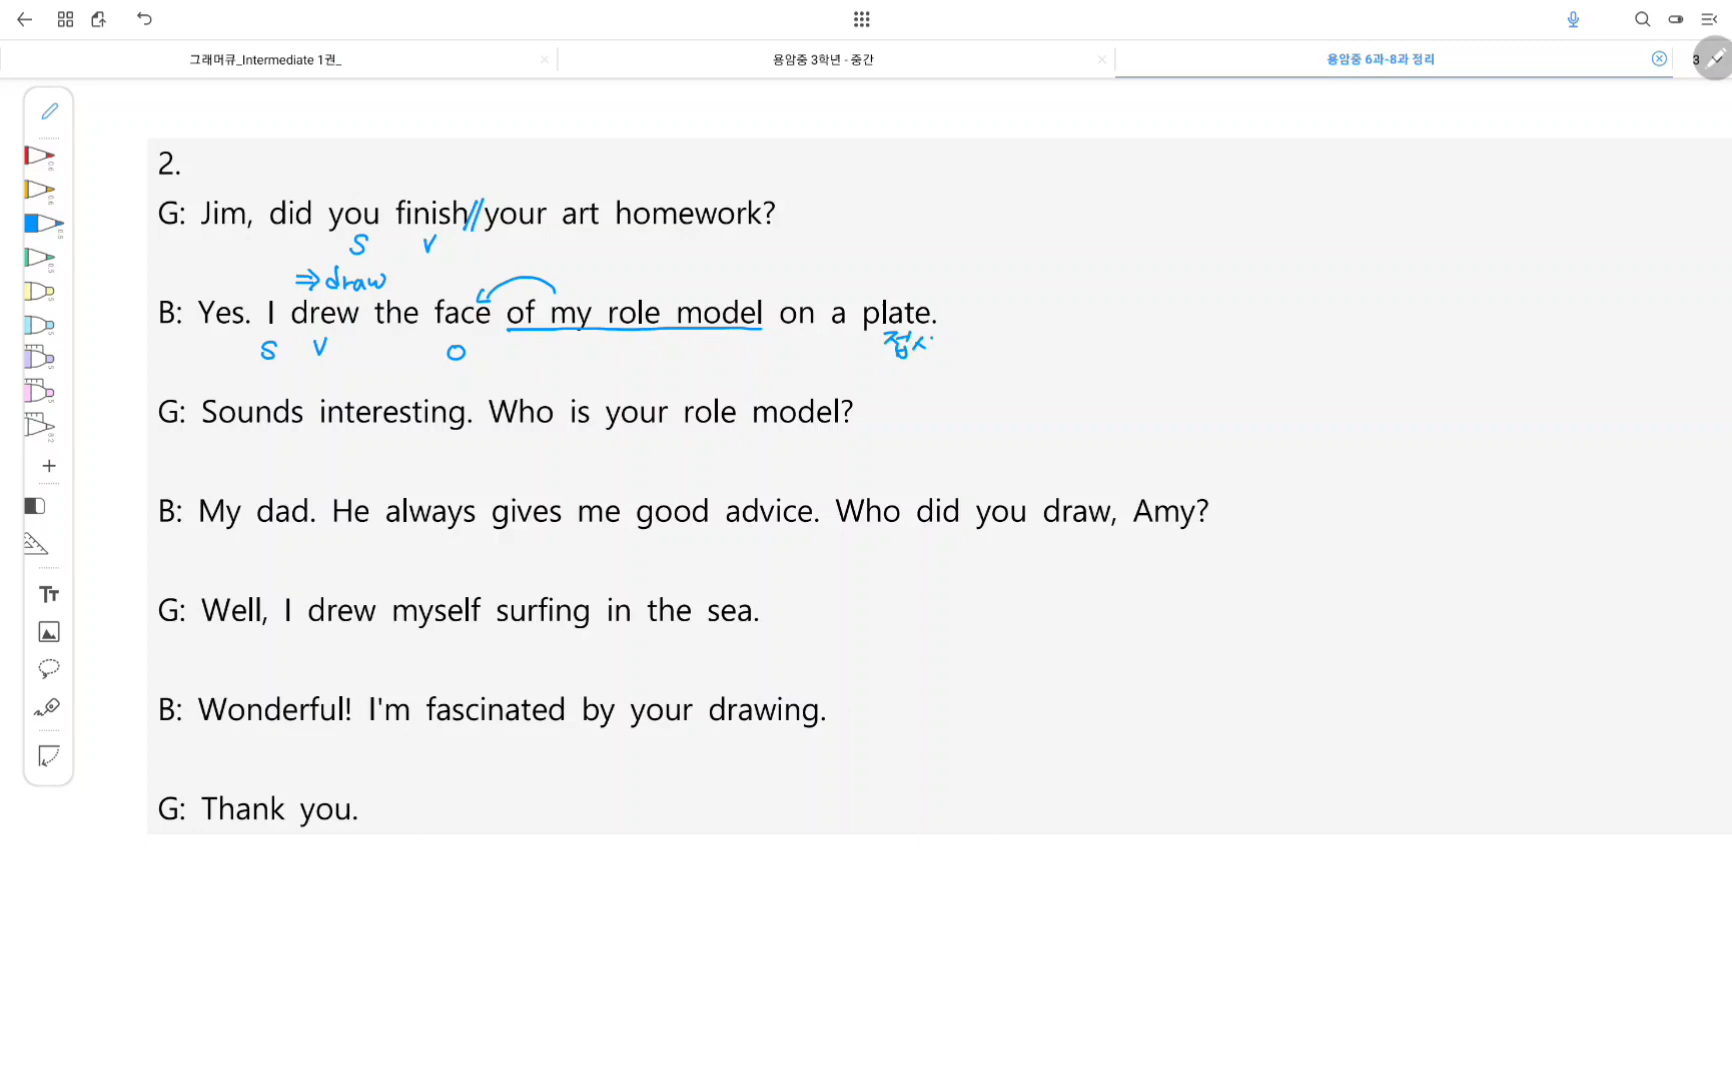 그래머큐_Intermediate 1권_
용암중 3학년 - 중간
용암중 6과-8과 정리
3
2.
G: Jim, did you finish//your art homework?
S V
⇒draw
B: Yes. I drew the face of my role model on a plate.
S V O 접시
G: Sounds interesting. Who is your role model?
B: My dad. He always gives me good advice. Who did you draw, Amy?
G: Well, I drew myself surfing in the sea.
B: Wonderful! I'm fascinated by your drawing.
G: Thank you.
Tт